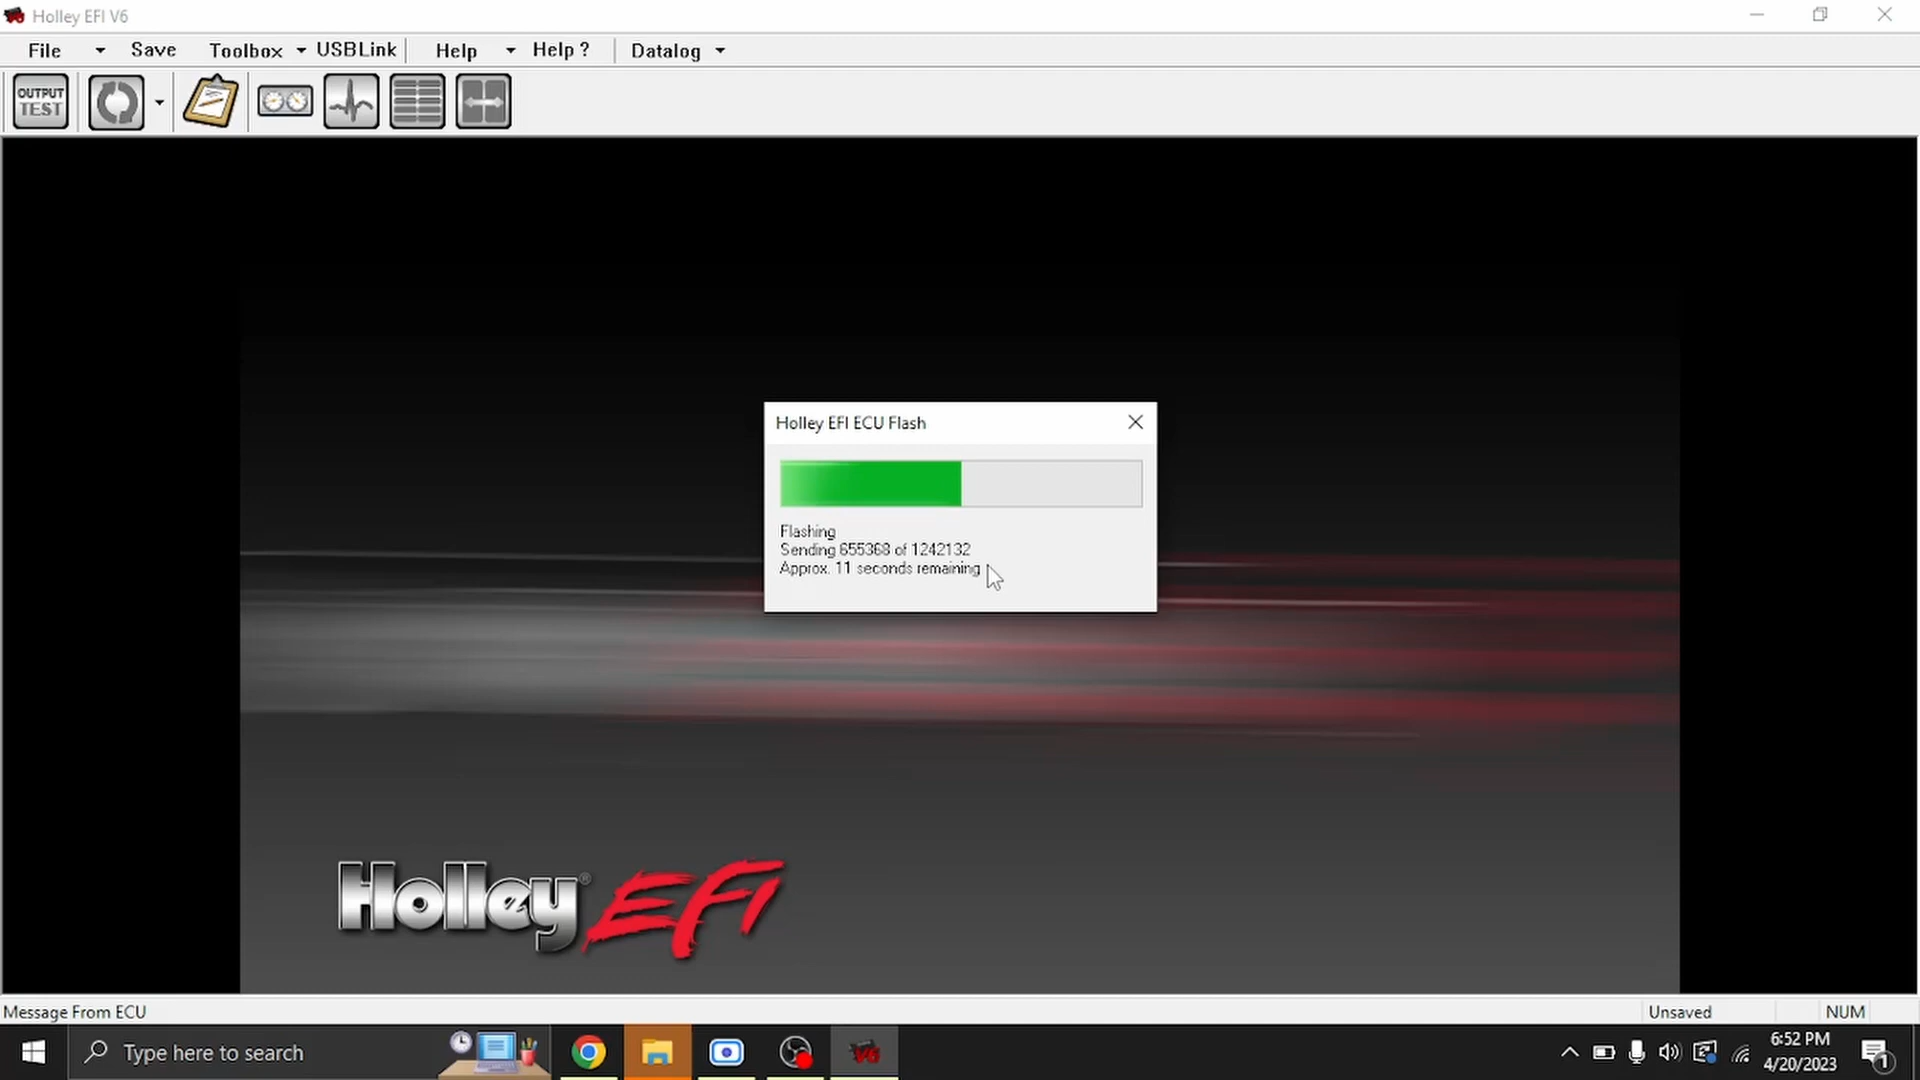 Holley EFI V6
File Save Toolbox USBLink Help Help ? Datalog
OUTPUT
TEST
Holley EFI ECU Flash
Flashing
Sending 655368 of 1242132
Approx. 11 seconds remaining
Holley® EFI
Message From ECU
Unsaved NUM
Type here to search
V6
6:52 PM
4/20/2023
1